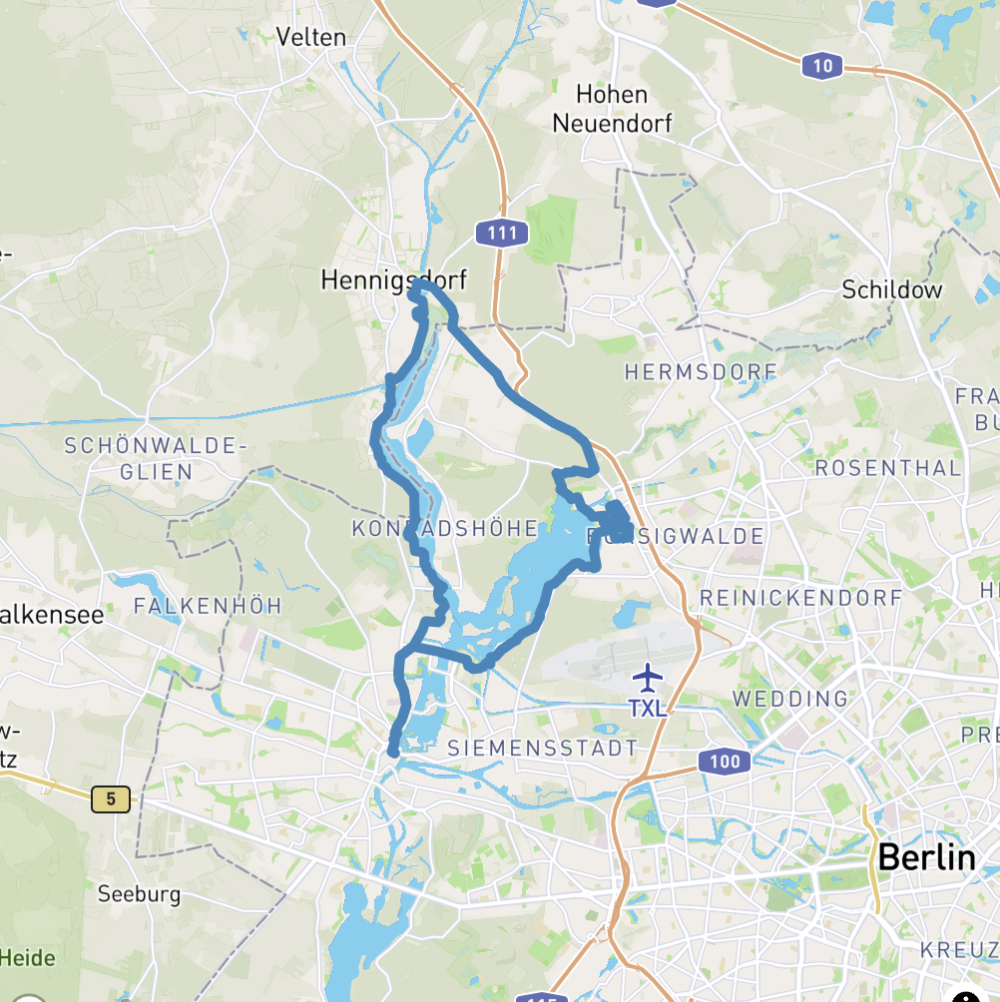 Velten
10
Hohen
Neuendorf
111
e-
Hennigsdorf
Schildow
HERMSDORF
FRA
BU
SCHÖNWALDE-
GLIEN
ROSENTHAL
KONRADSHÖHE
BORSIGWALDE
alkensee
FALKENHÖH
REINICKENDORF
HE
WEDDING
TXL
w-
tz
SIEMENSSTADT
PRE
100
5
Berlin
Seeburg
KREUZ
Heide
115